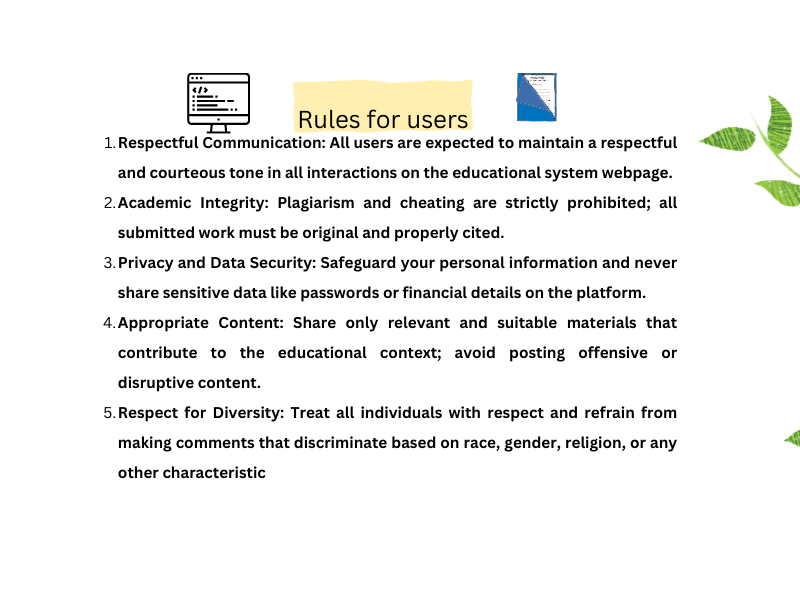 Rules for users
1. Respectful Communication: All users are expected to maintain a respectful
and courteous tone in all interactions on the educational system webpage.
2. Academic Integrity: Plagiarism and cheating are strictly prohibited; all
submitted work must be original and properly cited.
3. Privacy and Data Security: Safeguard your personal information and never
share sensitive data like passwords or financial details on the platform.
4. Appropriate Content: Share only relevant and suitable materials that
contribute to the educational context; avoid posting offensive or
disruptive content.
5. Respect for Diversity: Treat all individuals with respect and refrain from
making comments that discriminate based on race, gender, religion, or any
other characteristic